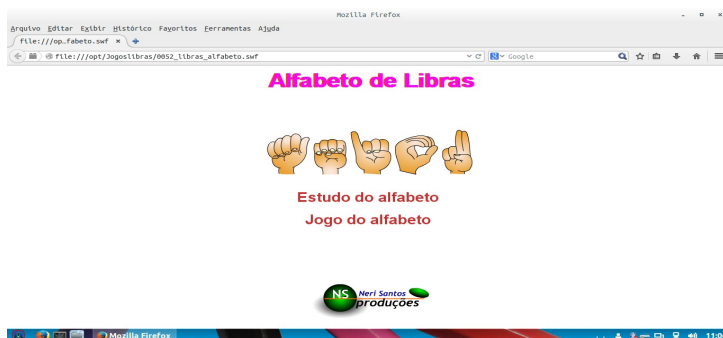 Mozilla Firefox
Arquivo Editar Exibir Histórico Favoritos Ferramentas Ajuda
file:///op…fabeto.swf
file:///opt/Jogoslibras/0052_libras_alfabeto.swf
Google
Alfabeto de Libras
Estudo do alfabeto
Jogo do alfabeto
NS Neri Santos
produções
Mozilla Firefox